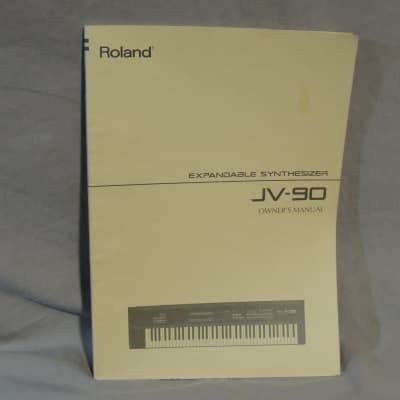 Roland
EXPANDABLE SYNTHESIZER
JV-90
OWNER'S MANUAL